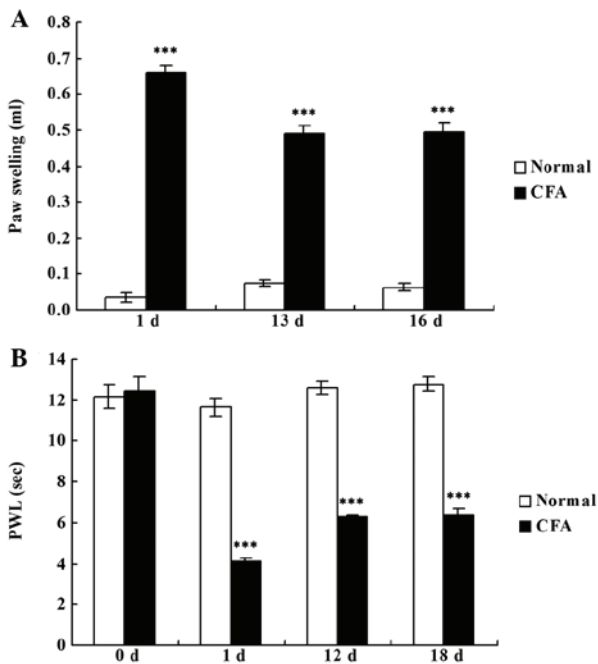 A
Paw swelling (ml)
0.8
0.7
0.6
0.5
0.4
0.3
0.2
0.1
0.0
***
***
***
1 d 13 d 16 d
Normal
CFA
B
PWL (sec)
14
12
10
8
6
4
2
0
***
***
***
0 d 1 d 12 d 18 d
Normal
CFA